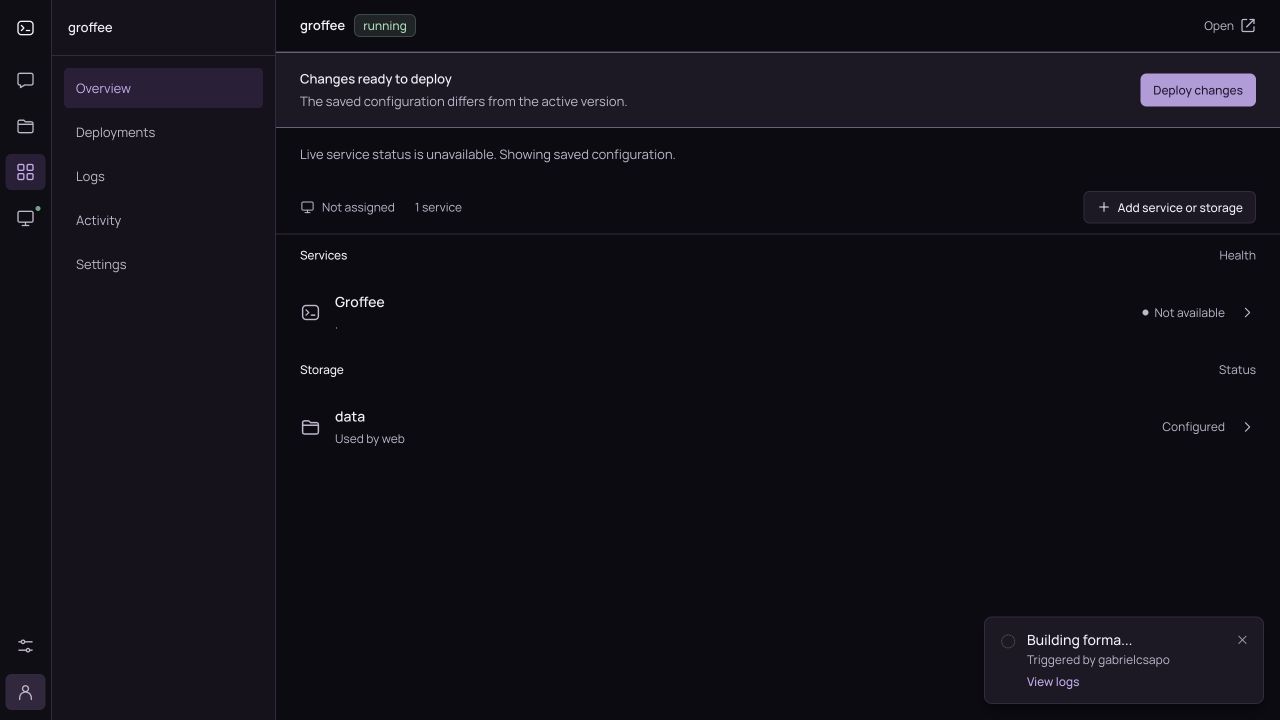 groffee
Overview
Deployments
Logs
Activity
Settings
groffee
running
Open
Changes ready to deploy
The saved configuration differs from the active version.
Deploy changes
Live service status is unavailable. Showing saved configuration.
Not assigned
1 service
Add service or storage
Services
Health
Groffee
.
Not available
Storage
Status
data
Used by web
Configured
Building forma...
Triggered by gabrielcsapo
View logs